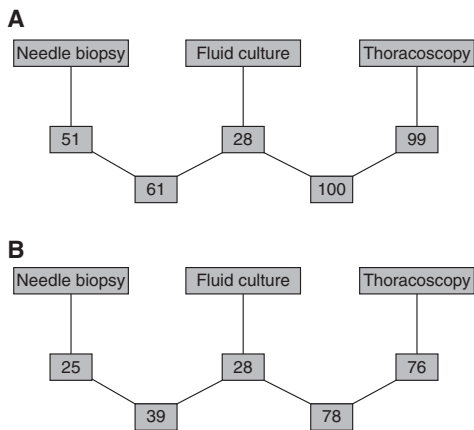 A
Needle biopsy Fluid culture Thoracoscopy
51 28 99
61 100
B
Needle biopsy Fluid culture Thoracoscopy
25 28 76
39 78